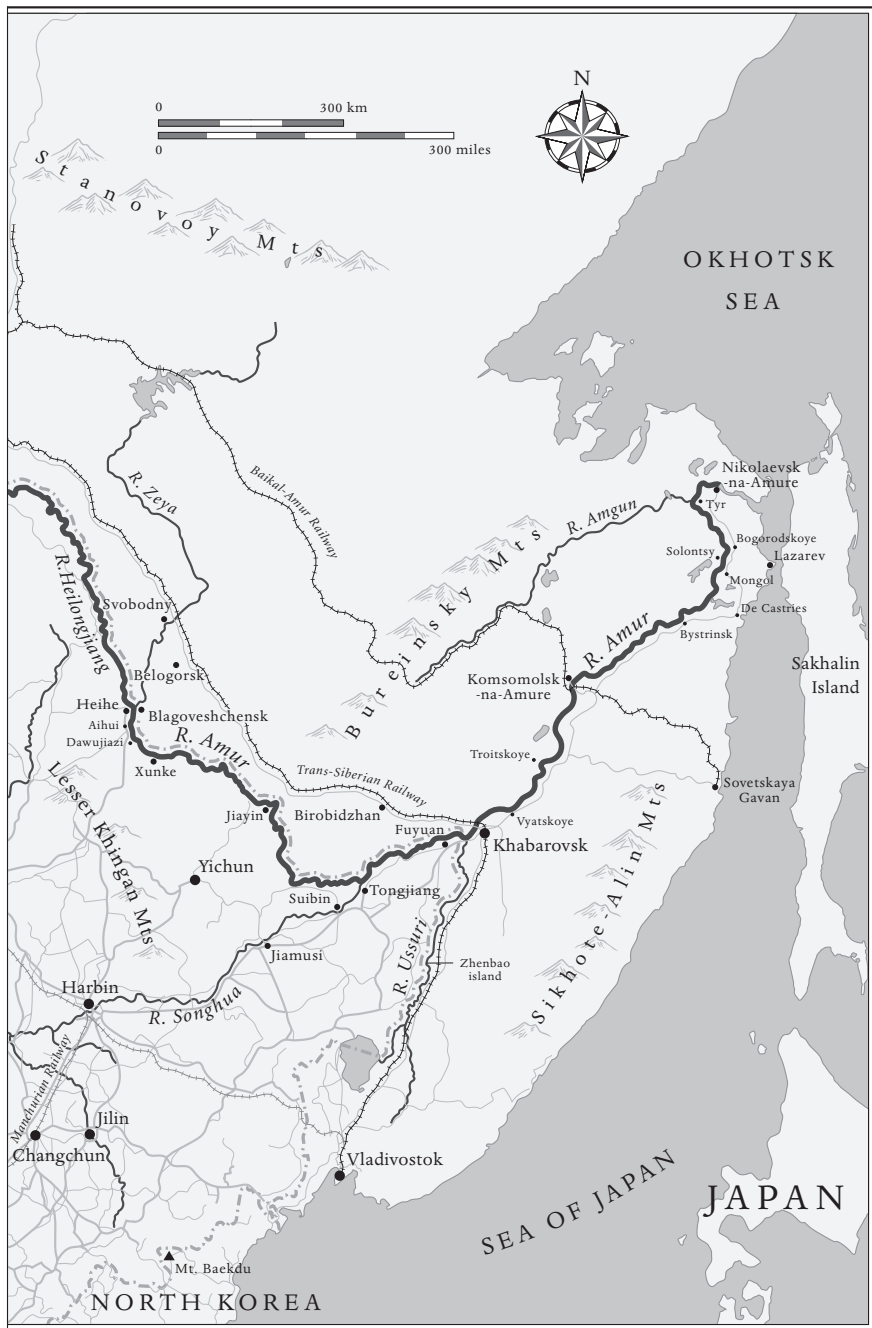 N
0 300 km
0 300 miles
Stanovoy Mts
OKHOTSK
SEA
R. Zeya
Baikal-Amur Railway
Nikolaevsk
-na-Amure
Tyr
R. Amgun
Bogorodskoye
Solontsy
Lazarev
Mongol
De Castries
Bystrinsk
R. Amur
Bureinsky Mts
R.Heilongjiang
Svobodny
Belogorsk
Komsomolsk
-na-Amure
Sakhalin
Island
Heihe
Blagoveshchensk
Aihui
Dawujiazi
R. Amur
Xunke
Troitskoye
Trans-Siberian Railway
Sovetskaya
Gavan
Lesser Khingan Mts
Jiayin
Birobidzhan
Vyatskoye
Fuyuan
Khabarovsk
Yichun
Tongjiang
Suibin
Sikhote-Alin Mts
Jiamusi
R. Ussuri
Zhenbao
island
Harbin
R. Songhua
Manchurian Railway
Jilin
Changchun
Vladivostok
SEA OF JAPAN
JAPAN
Mt. Baekdu
NORTH KOREA